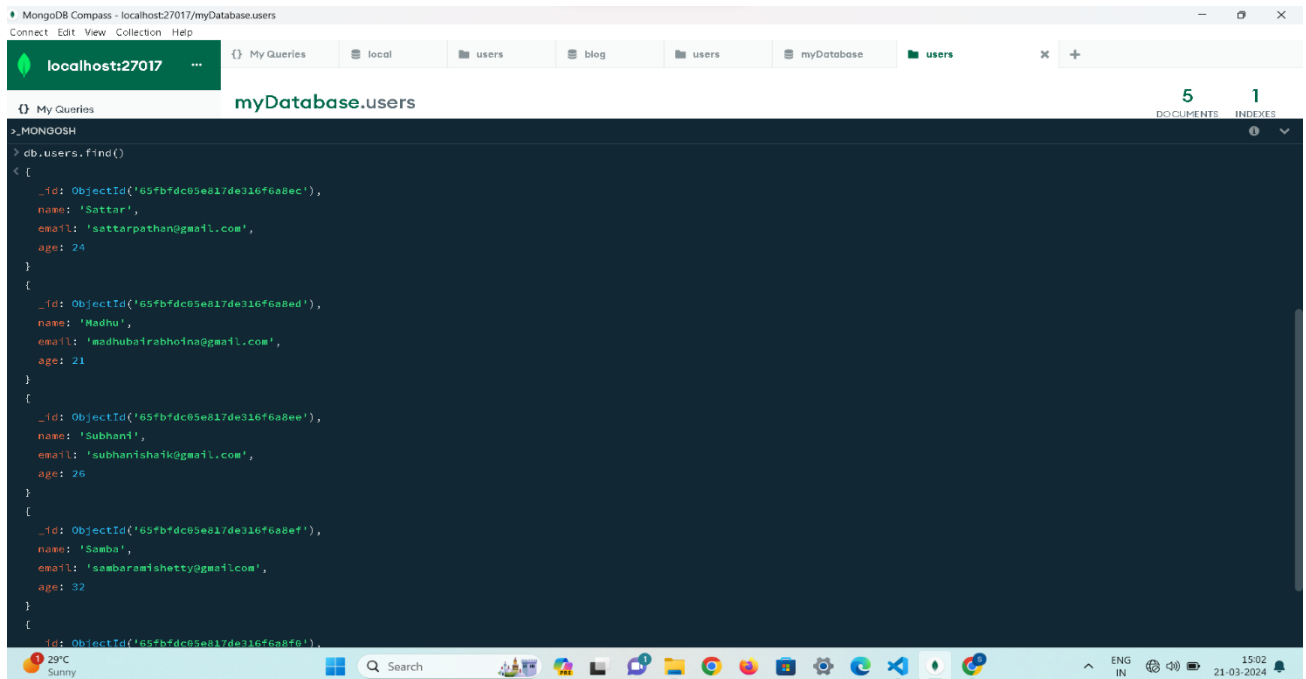 MongoDB Compass - localhost:27017/myDatabase.users
Connect Edit View Collection Help
localhost:27017 ...
{} My Queries
local
users
blog
users
myDatabase
users
{} My Queries
myDatabase.users
5
DOCUMENTS
1
INDEXES
>_MONGOSH
> db.users.find()
< {
_id: ObjectId('65fbfdc05e817de316f6a8ec'),
name: 'Sattar',
email: 'sattarpathan@gmail.com',
age: 24
}
{
_id: ObjectId('65fbfdc05e817de316f6a8ed'),
name: 'Madhu',
email: 'madhubairaboina@gmail.com',
age: 21
}
{
_id: ObjectId('65fbfdc05e817de316f6a8ee'),
name: 'Subhani',
email: 'subhanishaik@gmail.com',
age: 26
}
{
_id: ObjectId('65fbfdc05e817de316f6a8ef'),
name: 'Samba',
email: 'sambaramishetty@gmailcom',
age: 32
}
{
_id: ObjectId('65fbfdc05e817de316f6a8f0'),
1
29°C
Sunny
Search
PRE
ENG
IN
15:02
21-03-2024